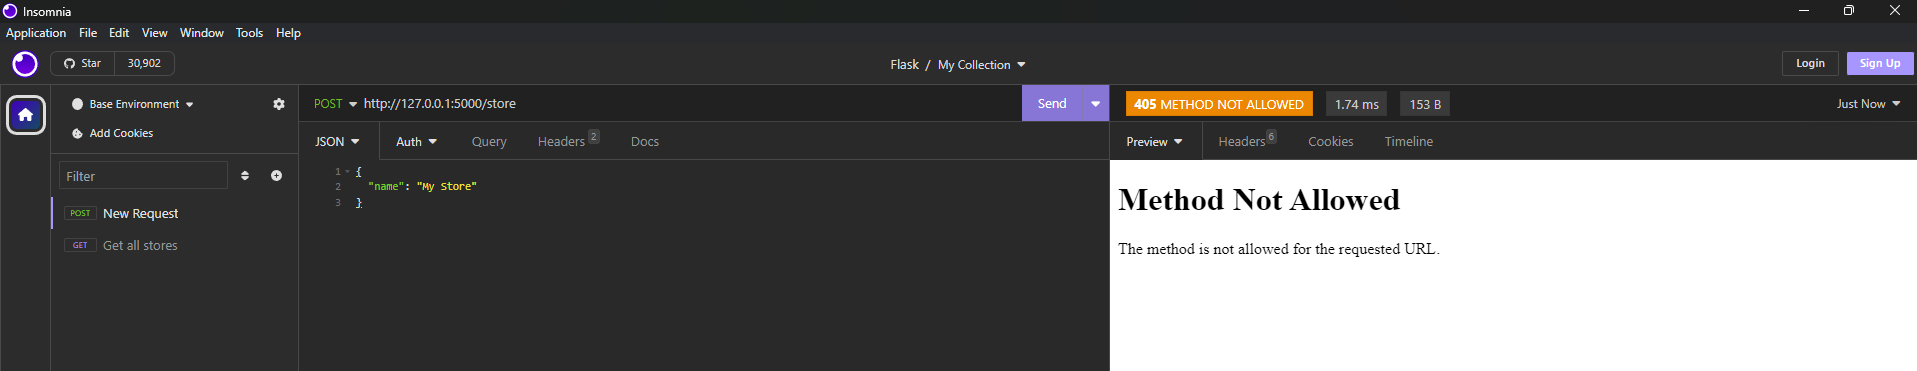 Insomnia
Application File Edit View Window Tools Help
Star 30,902
Flask / My Collection
Login Sign Up
Base Environment
Add Cookies
Filter
POST New Request
GET Get all stores
POST http://127.0.0.1:5000/store Send
JSON Auth Query Headers 2 Docs
1 {
2 "name": "My Store"
3 }
405 METHOD NOT ALLOWED 1.74 ms 153 B Just Now
Preview Headers 6 Cookies Timeline
Method Not Allowed
The method is not allowed for the requested URL.